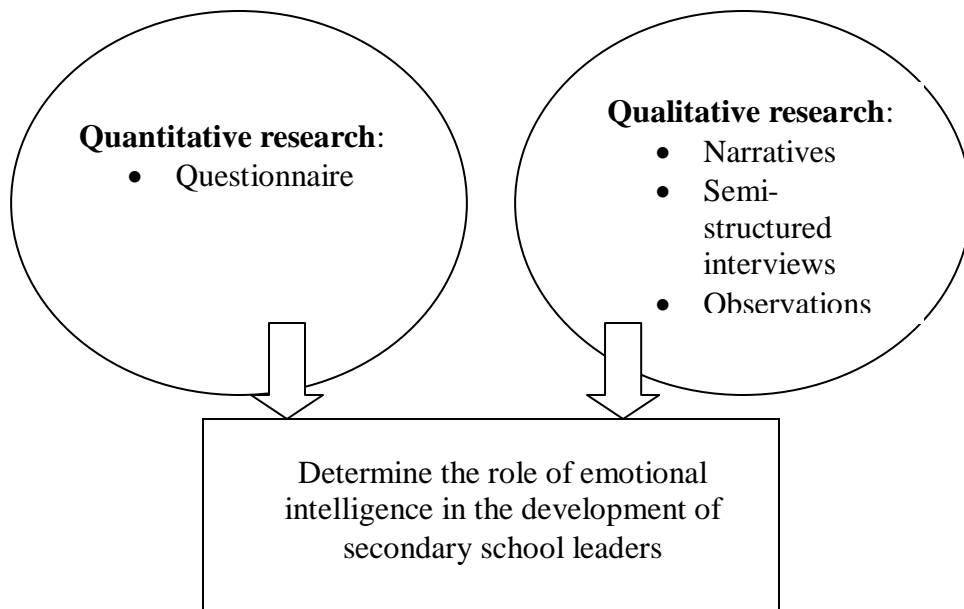 Quantitative research:
• Questionnaire
Qualitative research:
• Narratives
• Semi-
structured
interviews
• Observations
Determine the role of emotional
intelligence in the development of
secondary school leaders